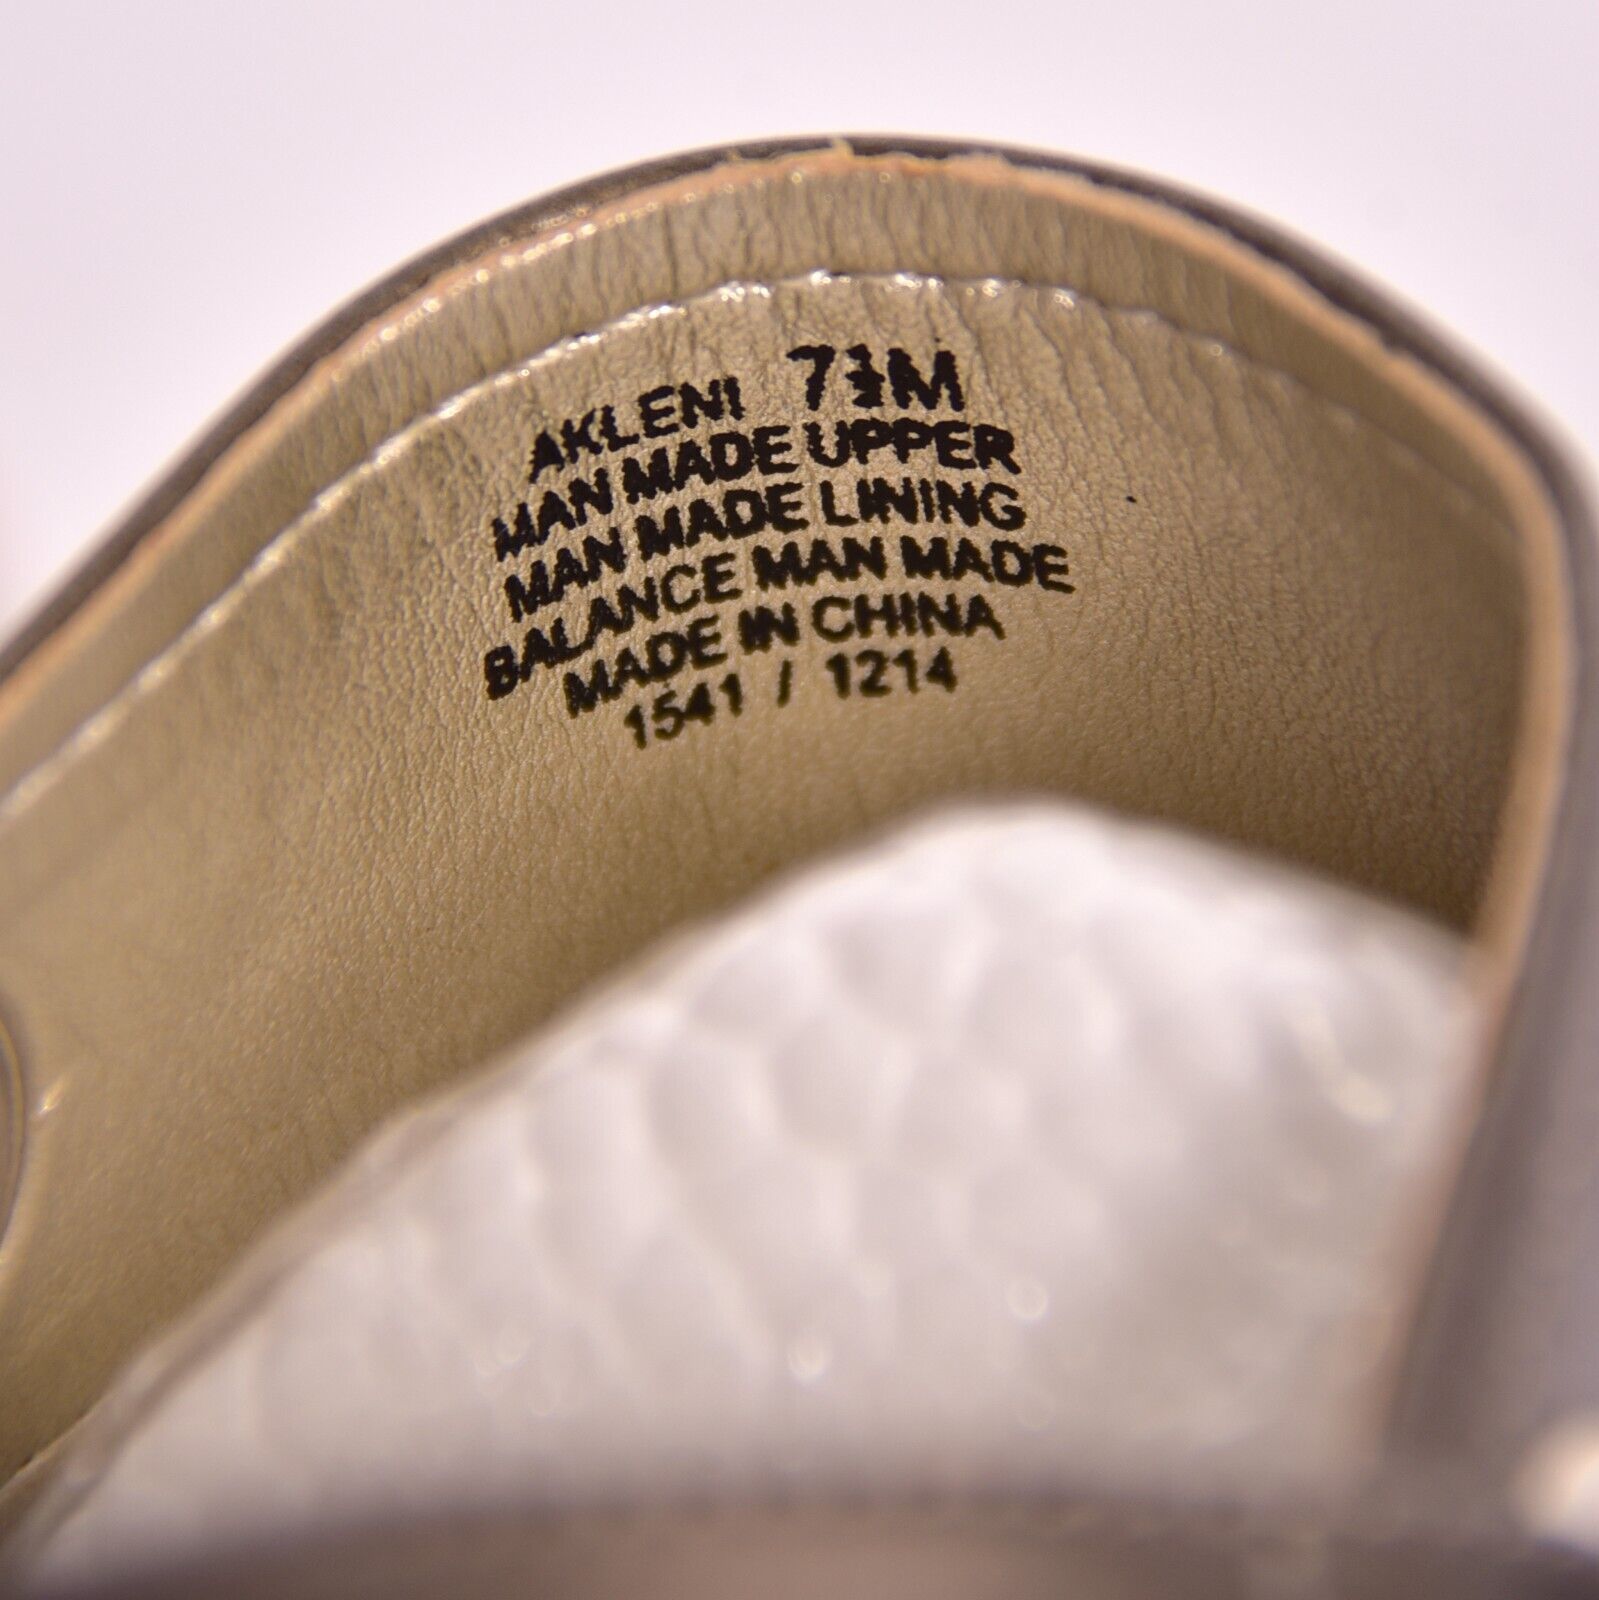 AKLENI 7½M
MAN MADE UPPER
MAN MADE LINING
BALANCE MAN MADE
MADE IN CHINA
1541 / 1214